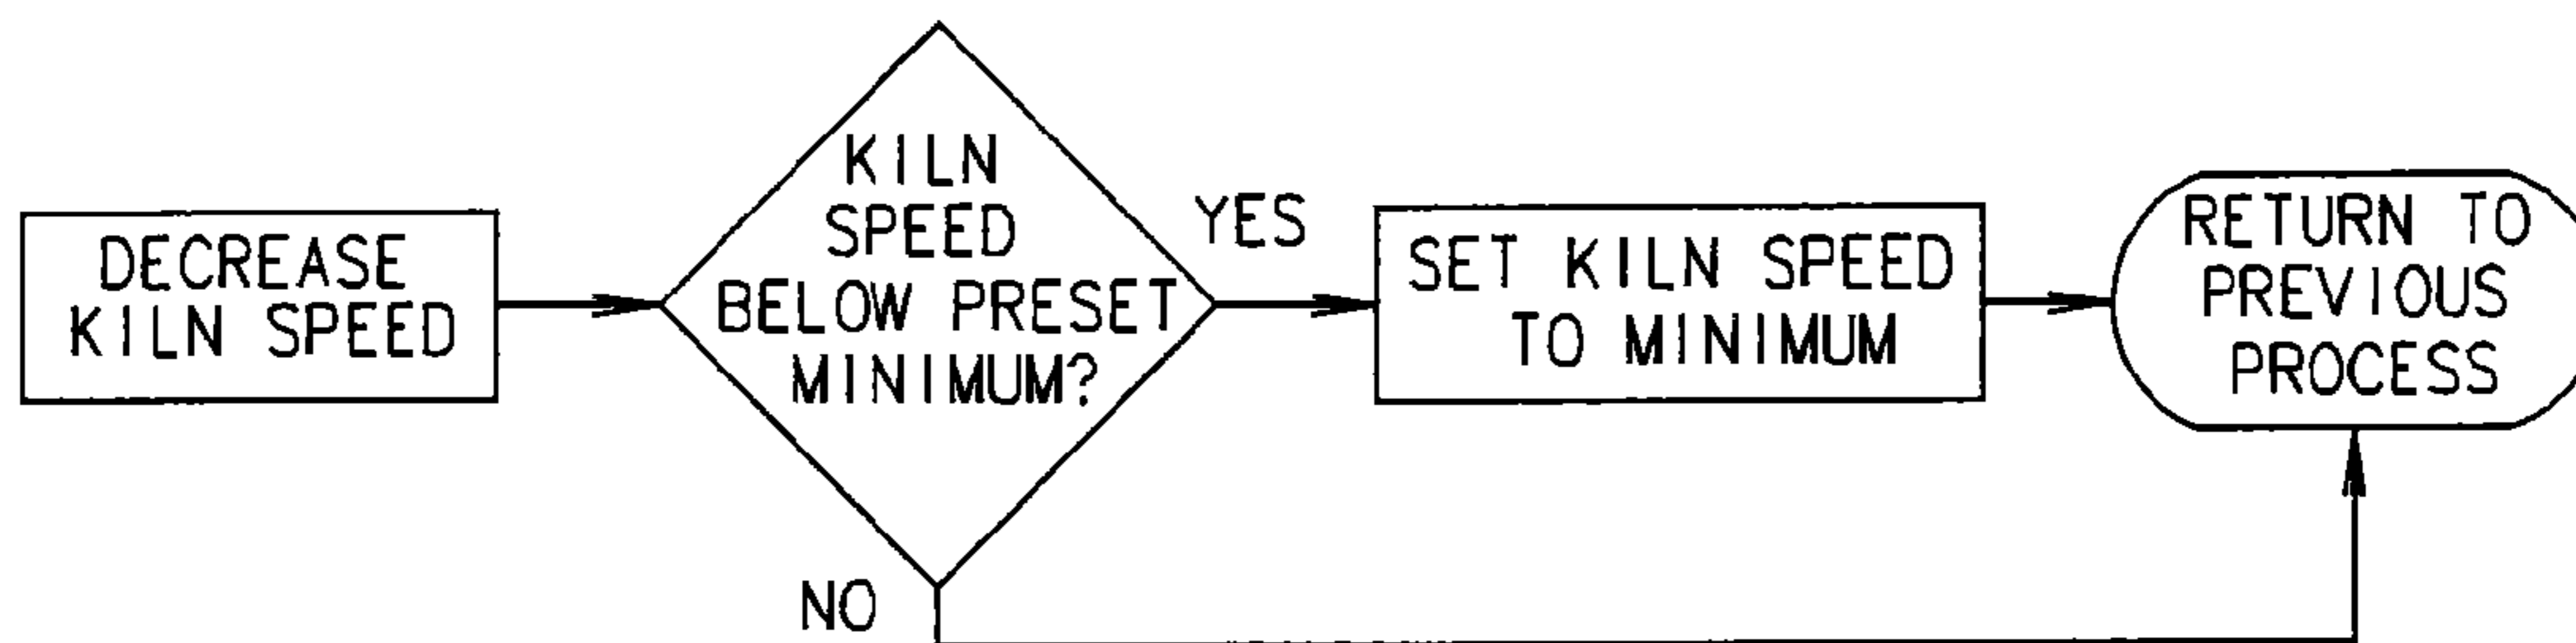 DECREASE
KILN SPEED
KILN
SPEED
BELOW PRESET
MINIMUM?
YES
NO
SET KILN SPEED
TO MINIMUM
RETURN TO
PREVIOUS
PROCESS